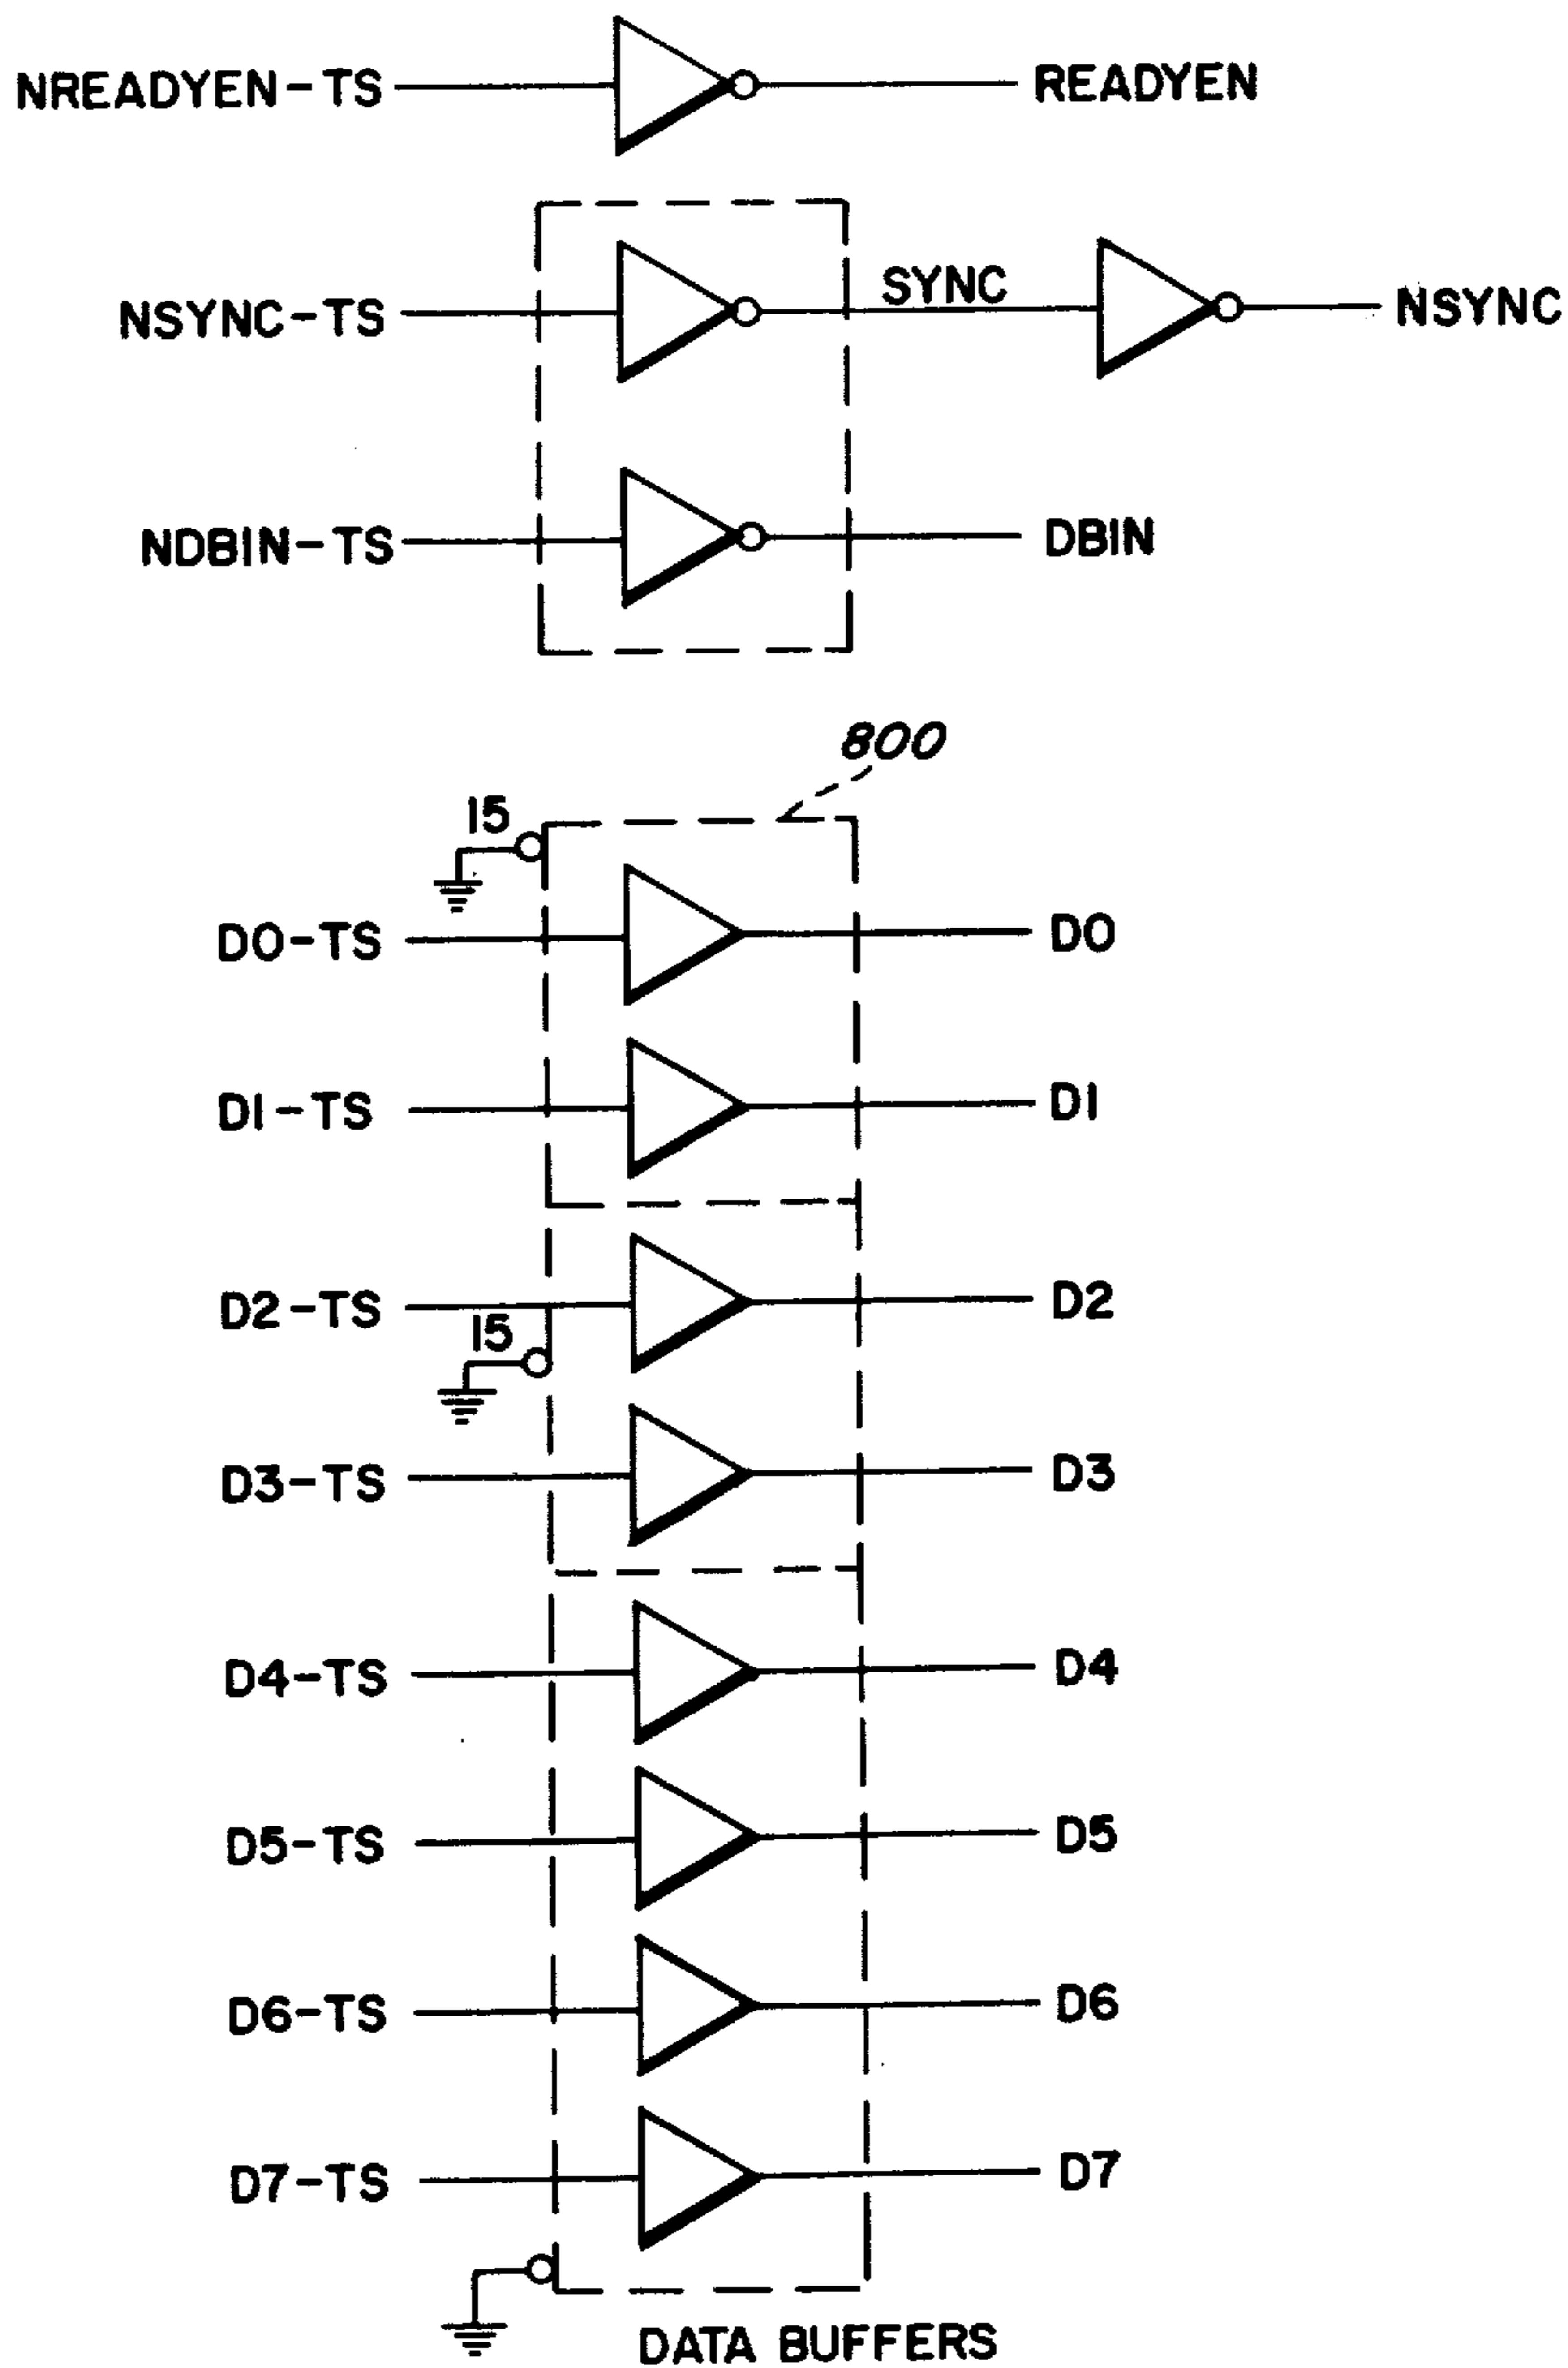 NREADYEN-TS READYEN
NSYNC-TS SYNC NSYNC
NDBIN-TS DBIN
800
15
D0-TS D0
D1-TS D1
D2-TS D2
15
D3-TS D3
D4-TS D4
D5-TS D5
D6-TS D6
D7-TS D7
DATA BUFFERS